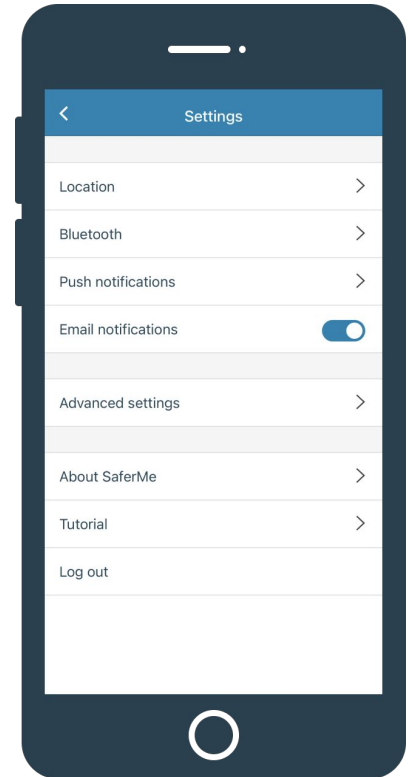 Settings
Location
Bluetooth
Push notifications
Email notifications
Advanced settings
About SaferMe
Tutorial
Log out